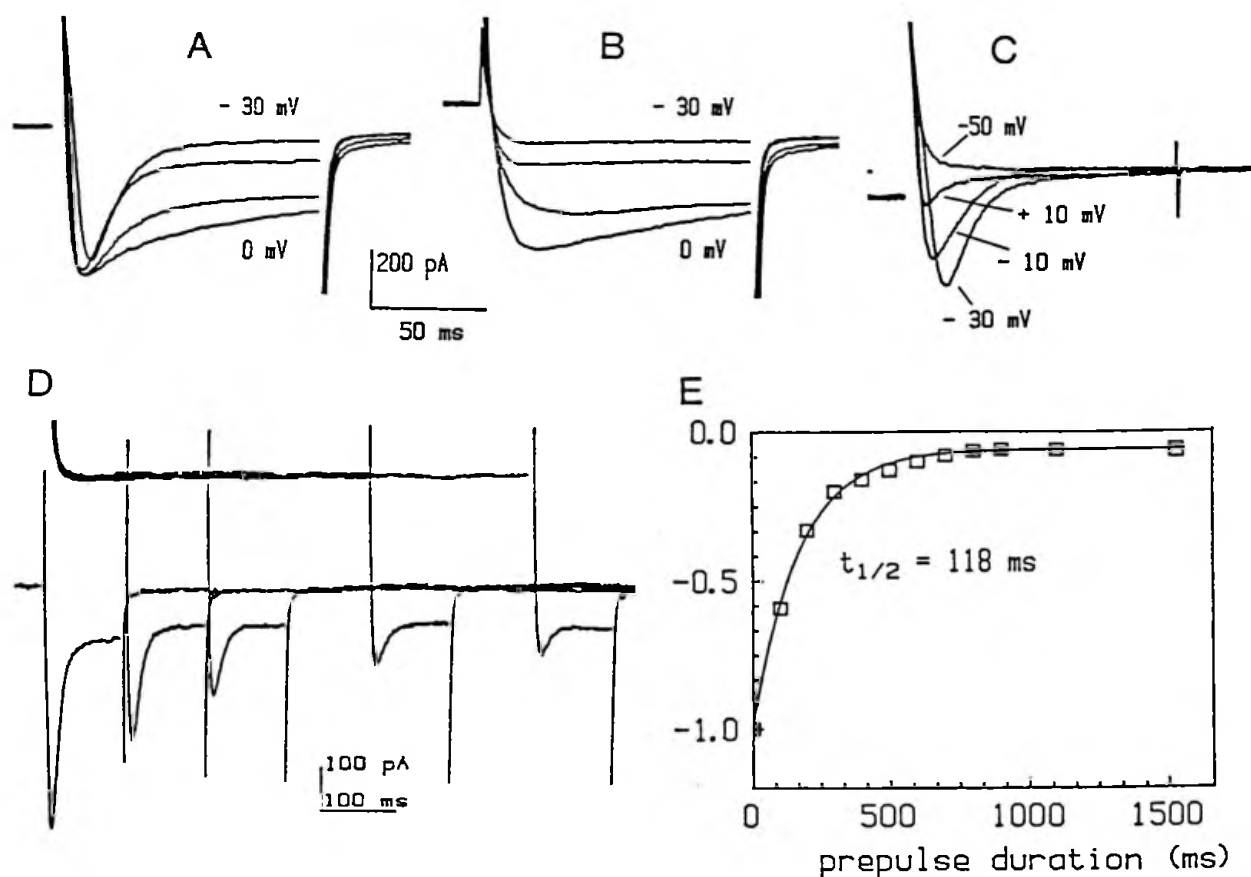 A
- 30 mV
0 mV
200 pA
50 ms
B
- 30 mV
0 mV
C
-50 mV
+ 10 mV
- 10 mV
- 30 mV
D
100 pA
100 ms
E
0.0
-0.5
-1.0
t1/2 = 118 ms
0 500 1000 1500
prepulse duration (ms)